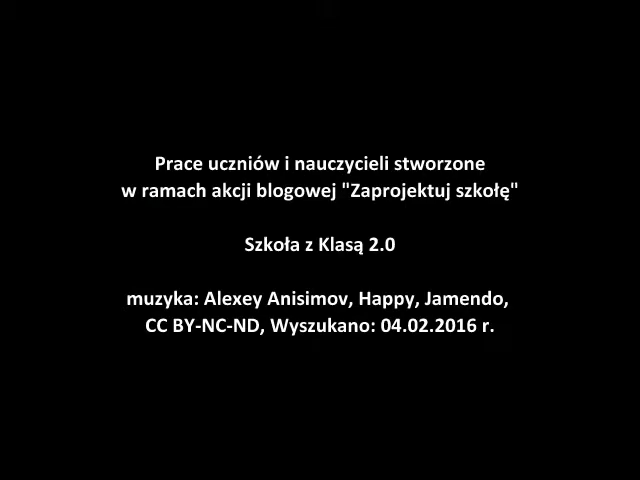 Prace uczniów i nauczycieli stworzone
w ramach akcji blogowej "Zaprojektuj szkołę"
Szkoła z Klasą 2.0
muzyka: Alexey Anisimov, Happy, Jamendo,
CC BY-NC-ND, Wyszukano: 04.02.2016 r.